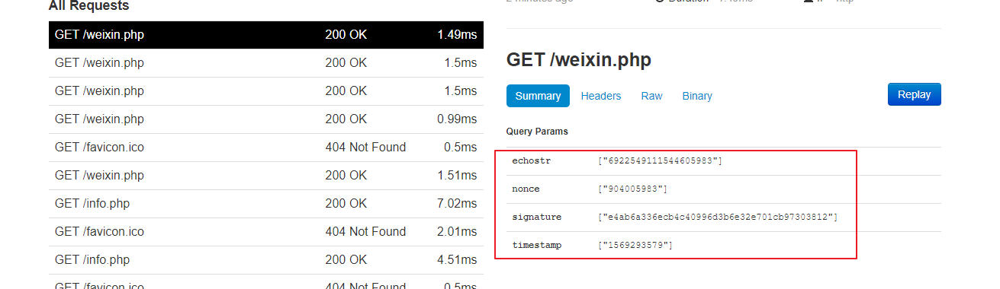 All Requests
GET /weixin.php 200 OK 1.49ms
GET /weixin.php 200 OK 1.5ms
GET /weixin.php 200 OK 1.5ms
GET /weixin.php 200 OK 0.99ms
GET /favicon.ico 404 Not Found 0.5ms
GET /weixin.php 200 OK 1.51ms
GET /info.php 200 OK 7.02ms
GET /favicon.ico 404 Not Found 2.01ms
GET /info.php 200 OK 4.51ms
GET /favicon.ico 404 Not Found 0.5ms
2 minutes ago Duration 1.49ms IP http
GET /weixin.php
Summary Headers Raw Binary Replay
Query Params
echostr ["6922549111544605983"]
nonce ["904005983"]
signature ["e4ab6a336ecb4c40996d3b6e32e701cb97303812"]
timestamp ["1569293579"]